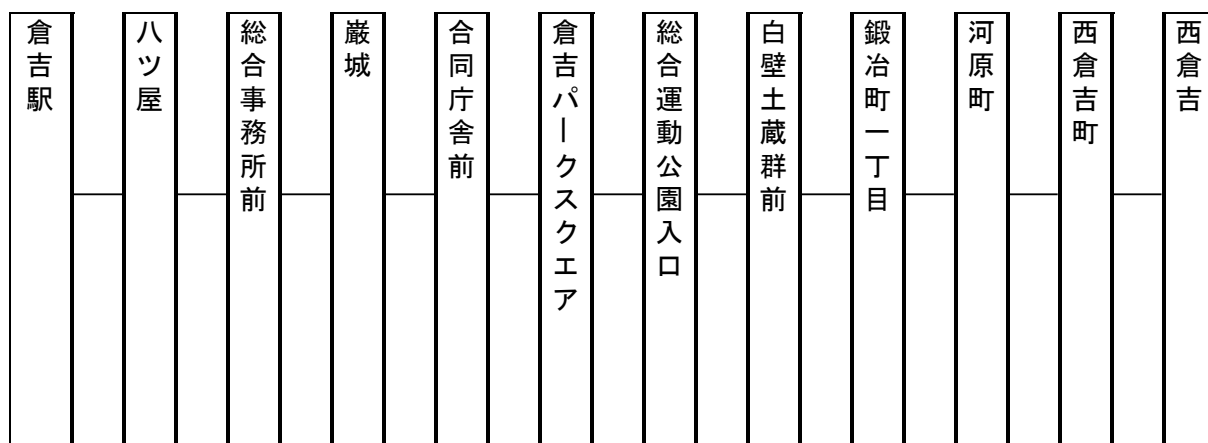 倉吉駅
八ツ屋
総合事務所前
巌城
合同庁舎前
倉吉パークスクエア
総合運動公園入口
白壁土蔵群前
鍛冶町一丁目
河原町
西倉吉町
西倉吉